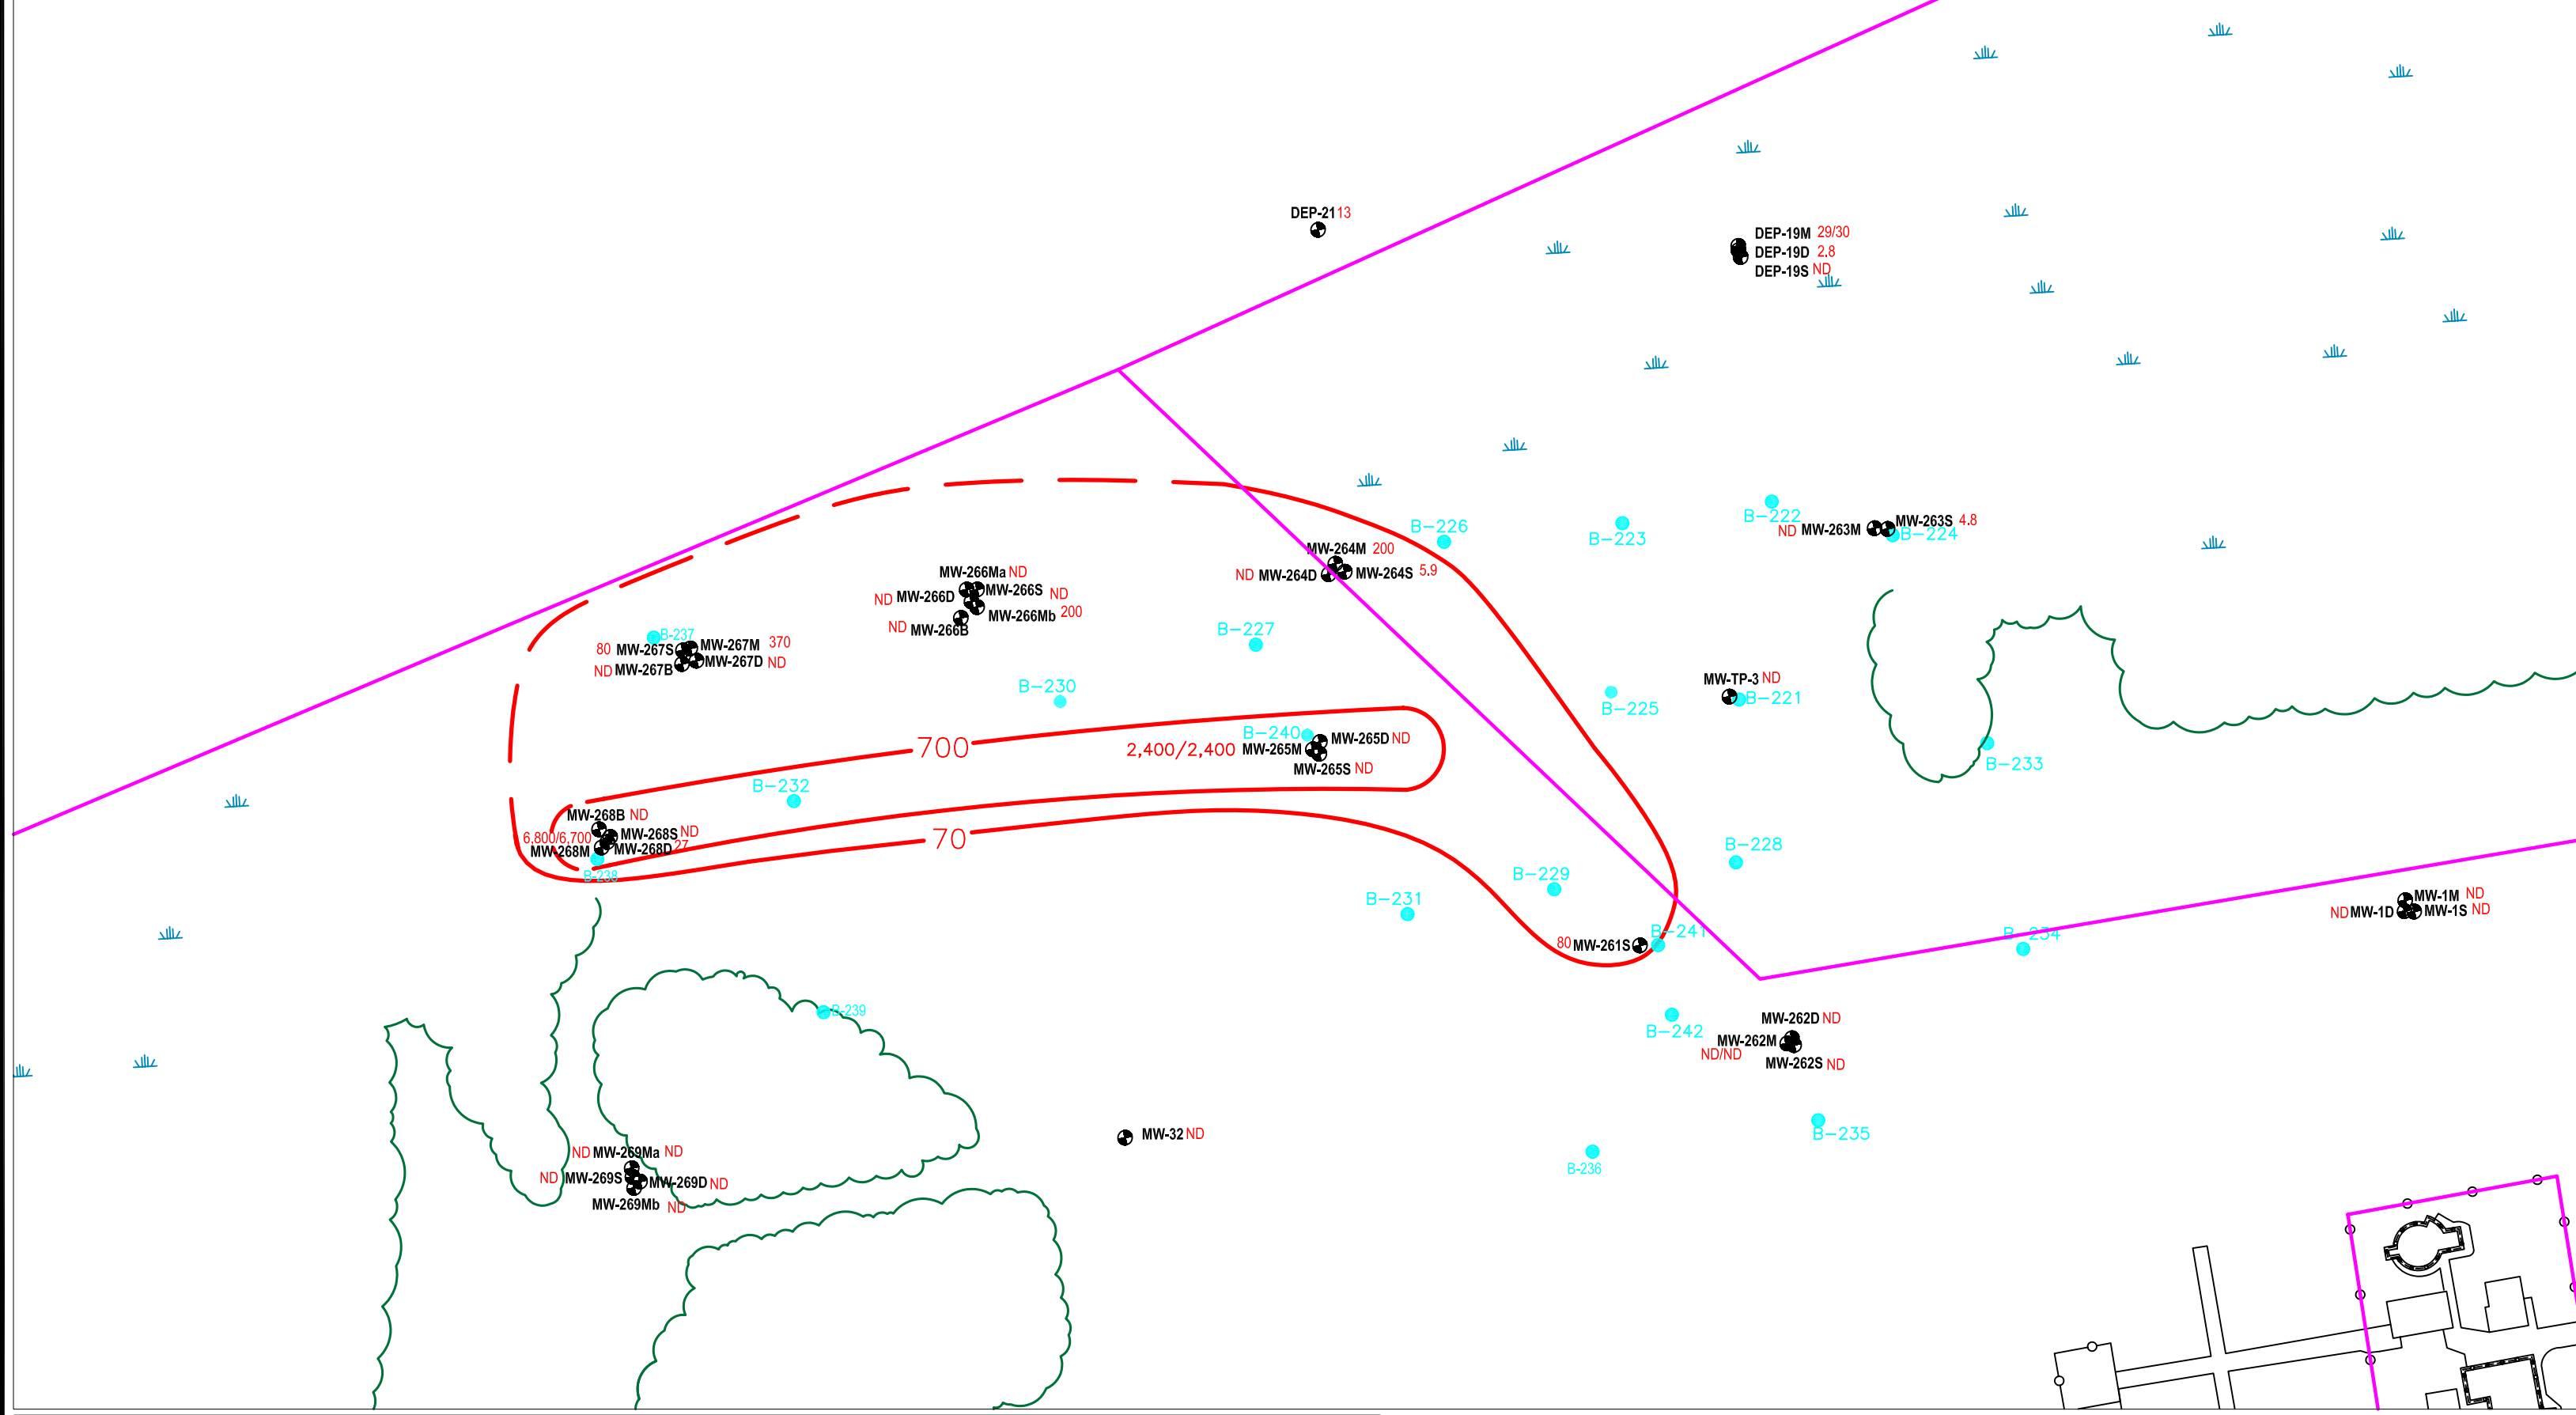 DEP-21 13
DEP-19M 29/30
DEP-19D 2.8
DEP-19S ND
B-222
B-226
B-223
ND MW-263M
MW-263S 4.8
B-224
MW-264M 200
ND MW-264D
MW-264S 5.9
MW-266Ma ND
ND MW-266D
MW-266S ND
MW-266Mb 200
ND MW-266B
B-227
B-237
80 MW-267S
MW-267M 370
ND MW-267B
MW-267D ND
B-230
MW-TP-3 ND
B-221
B-225
B-240
700
2,400/2,400 MW-265M
MW-265D ND
MW-265S ND
B-233
B-232
MW-268B ND
6,800/6,700
MW-268S ND
MW-268M
MW-268D 27
B-238
70
B-228
B-229
B-231
B-241
80 MW-261S
B-234
MW-1M ND
ND MW-1D
MW-1S ND
B-239
B-242
MW-262D ND
MW-262M
ND/ND
MW-262S ND
MW-32 ND
B-235
B-236
ND MW-269Ma ND
ND MW-269S
MW-269D ND
MW-269Mb ND